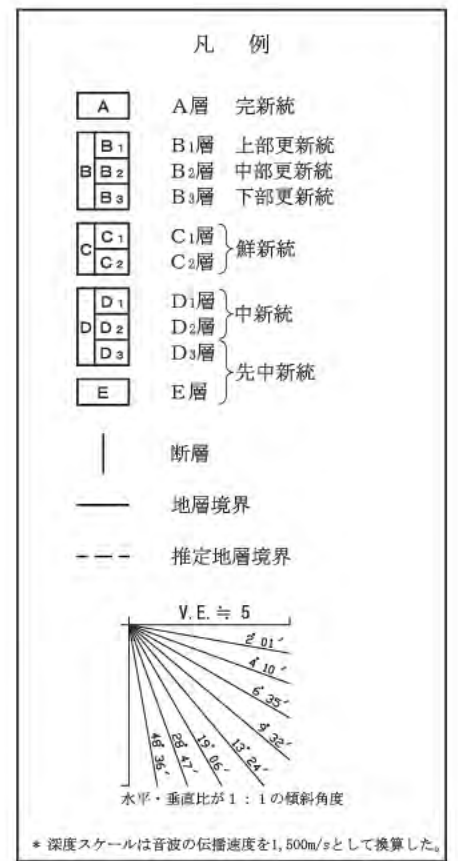 凡 例
A A層 完新統
B B1 B1層 上部更新統
B2 B2層 中部更新統
B3 B3層 下部更新統
C C1 C1層 鮮新統
C2 C2層
D D1 D1層 中新統
D2 D2層
D3 D3層 先中新統
E E層
断層
地層境界
推定地層境界
V.E.≒5
2°01′
4°10′
6°35′
9°32′
13°24′
19°06′
28°47′
48°36′
水平・垂直比が1:1の傾斜角度
* 深度スケールは音波の伝播速度を1,500m/sとして換算した。